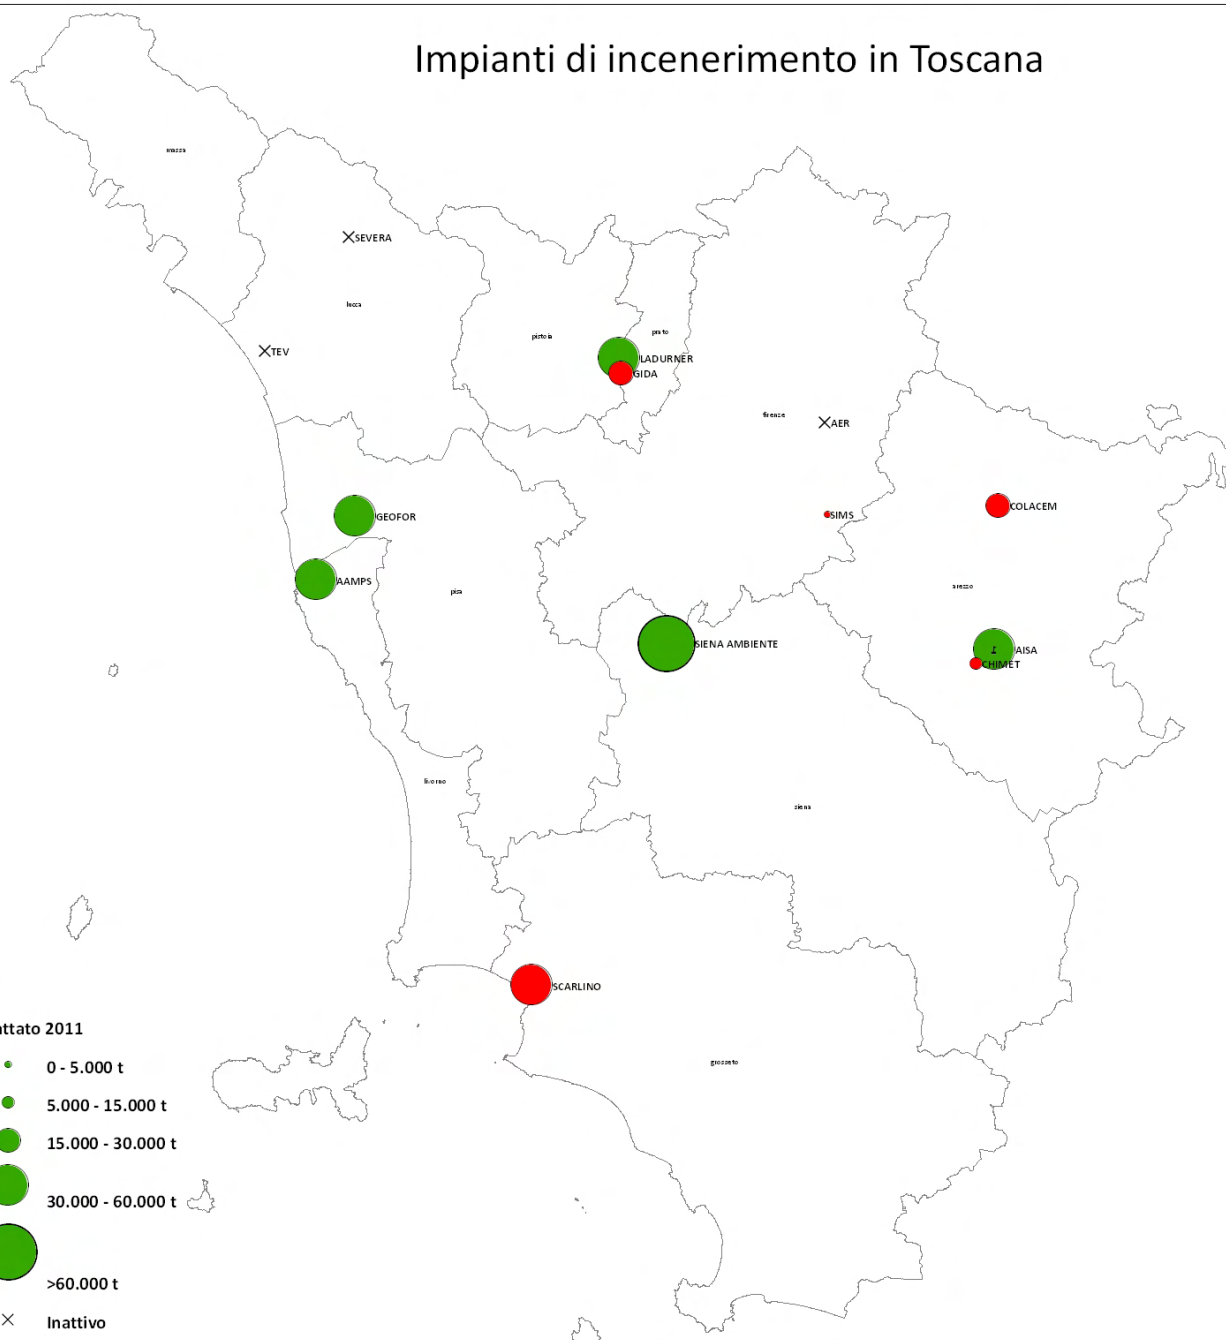 Impianti di incenerimento in Toscana
massa
SEVERA
lucca
pistoia
prato
TEV
LADURNER
GIDA
firenze
AER
GEOFOR
SIMS
COLACEM
AAMPS
pisa
arezzo
SIENA AMBIENTE
AISA
CHIMET
livorno
siena
SCARLINO
grosseto
attato 2011
0 - 5.000 t
5.000 - 15.000 t
15.000 - 30.000 t
30.000 - 60.000 t
>60.000 t
Inattivo